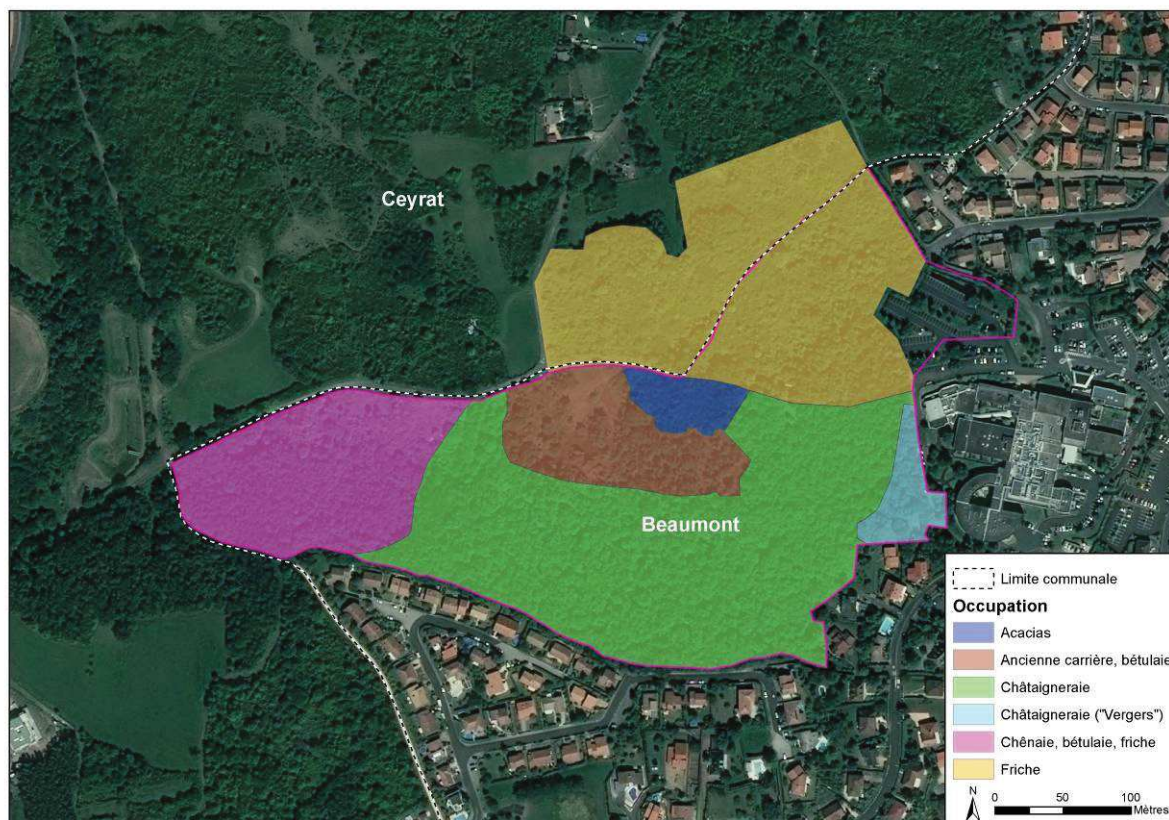 Ceyrat
Beaumont
Limite communale
Occupation
Acacias
Ancienne carrière, bétulaie
Châtaigneraie
Châtaigneraie ("Vergers")
Chênaie, bétulaie, friche
Friche
N
0 50 100
Mètres